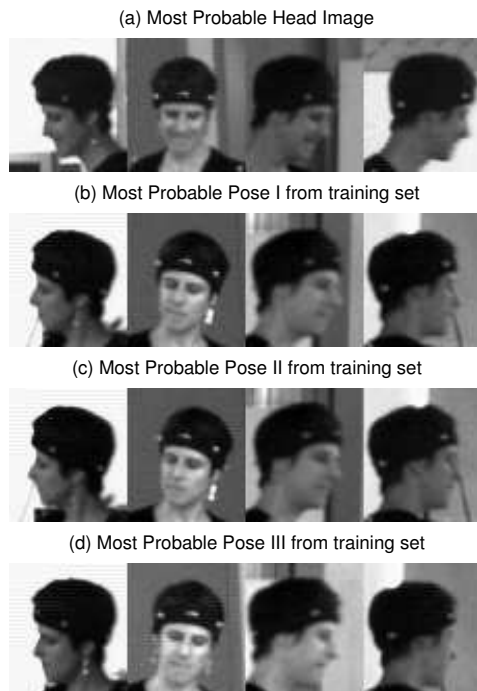 (a) Most Probable Head Image
(b) Most Probable Pose I from training set
(c) Most Probable Pose II from training set
(d) Most Probable Pose III from training set